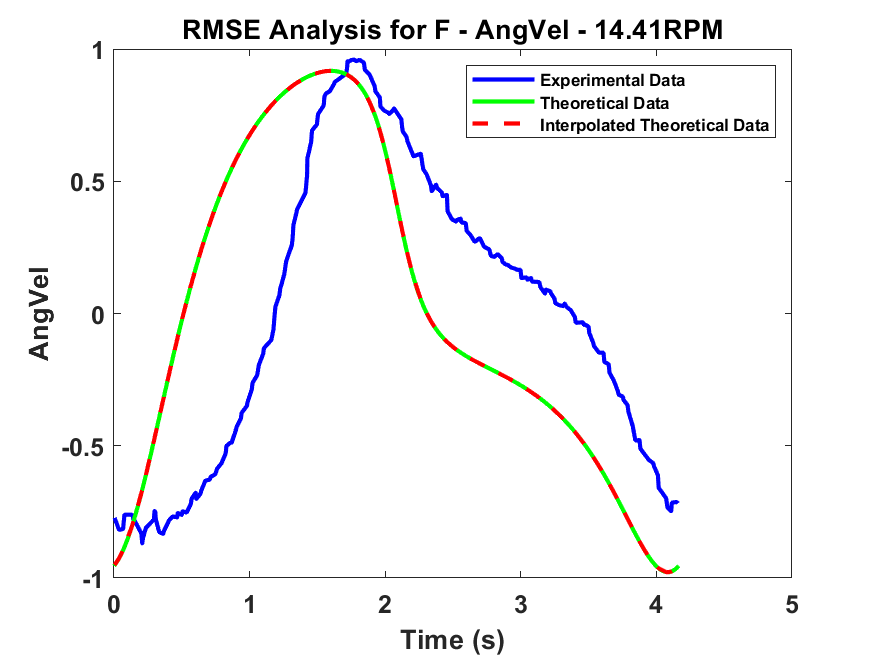 RMSE Analysis for F - AngVel - 14.41RPM
1
0.5
0
-0.5
-1
AngVel
Experimental Data
Theoretical Data
Interpolated Theoretical Data
0 1 2 3 4 5
Time (s)